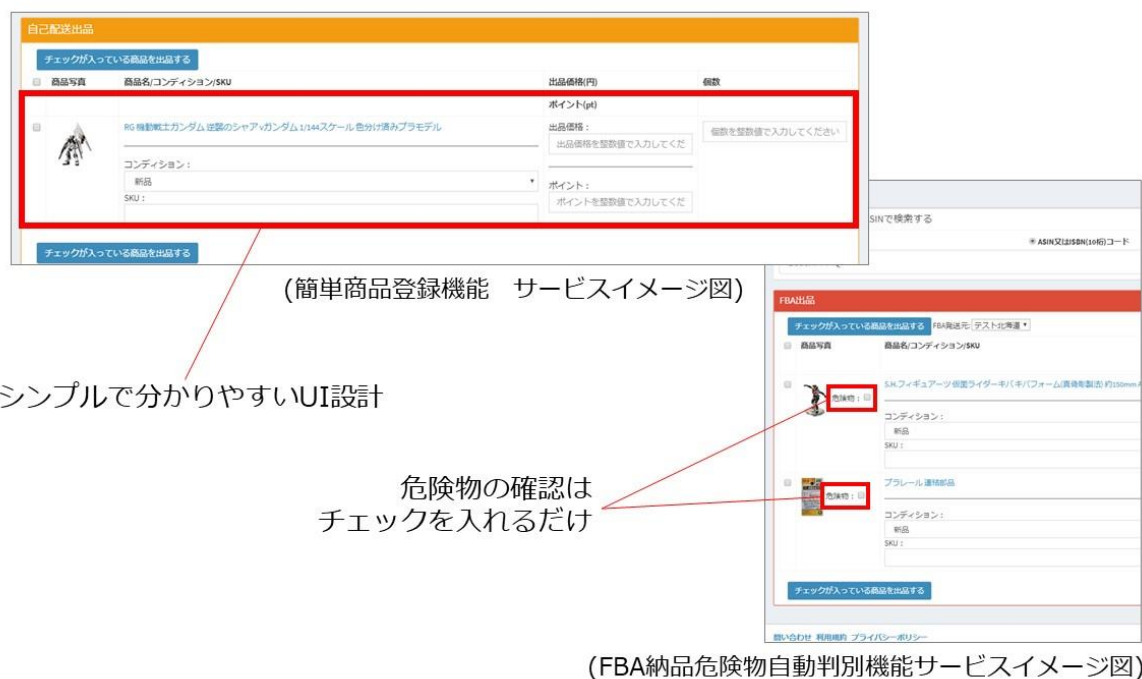 自己配送出品
チェックが入っている商品を出品する
商品写真 商品名/コンディション/SKU 出品価格(円) 個数
ポイント(pt)
RG 機動戦士ガンダム 逆襲のシャア νガンダム 1/144スケール 色分け済みプラモデル
出品価格：
出品価格を整数値で入力してくだ
個数を整数値で入力してください
コンディション：
新品
ポイント：
SKU：
ポイントを整数値で入力してくだ
チェックが入っている商品を出品する
(簡単商品登録機能　サービスイメージ図)
シンプルで分かりやすいUI設計
SINで検索する
ASIN又はISBN(10桁)コード
FBA出品
チェックが入っている商品を出品する FBA発送元: テスト北海道
商品写真 商品名/コンディション/SKU
S.H.フィギュアーツ 仮面ライダーキバ キバフォーム(真骨彫製法) 約150mm A
危険物：
コンディション：
新品
SKU：
プラレール 連結部品
危険物：
コンディション：
新品
SKU：
チェックが入っている商品を出品する
危険物の確認は
チェックを入れるだけ
問い合わせ 利用規約 プライバシーポリシー
(FBA納品危険物自動判別機能サービスイメージ図)